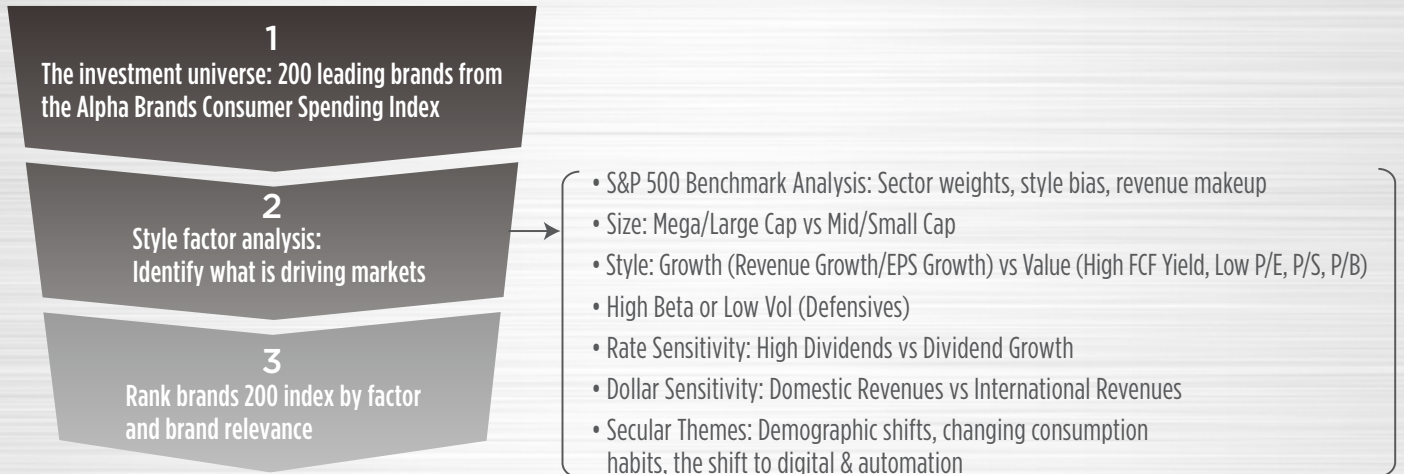 1
The investment universe: 200 leading brands from
the Alpha Brands Consumer Spending Index
2
Style factor analysis:
Identify what is driving markets
• S&P 500 Benchmark Analysis: Sector weights, style bias, revenue makeup
• Size: Mega/Large Cap vs Mid/Small Cap
• Style: Growth (Revenue Growth/EPS Growth) vs Value (High FCF Yield, Low P/E, P/S, P/B)
• High Beta or Low Vol (Defensives)
• Rate Sensitivity: High Dividends vs Dividend Growth
• Dollar Sensitivity: Domestic Revenues vs International Revenues
• Secular Themes: Demographic shifts, changing consumption
habits, the shift to digital & automation
3
Rank brands 200 index by factor
and brand relevance